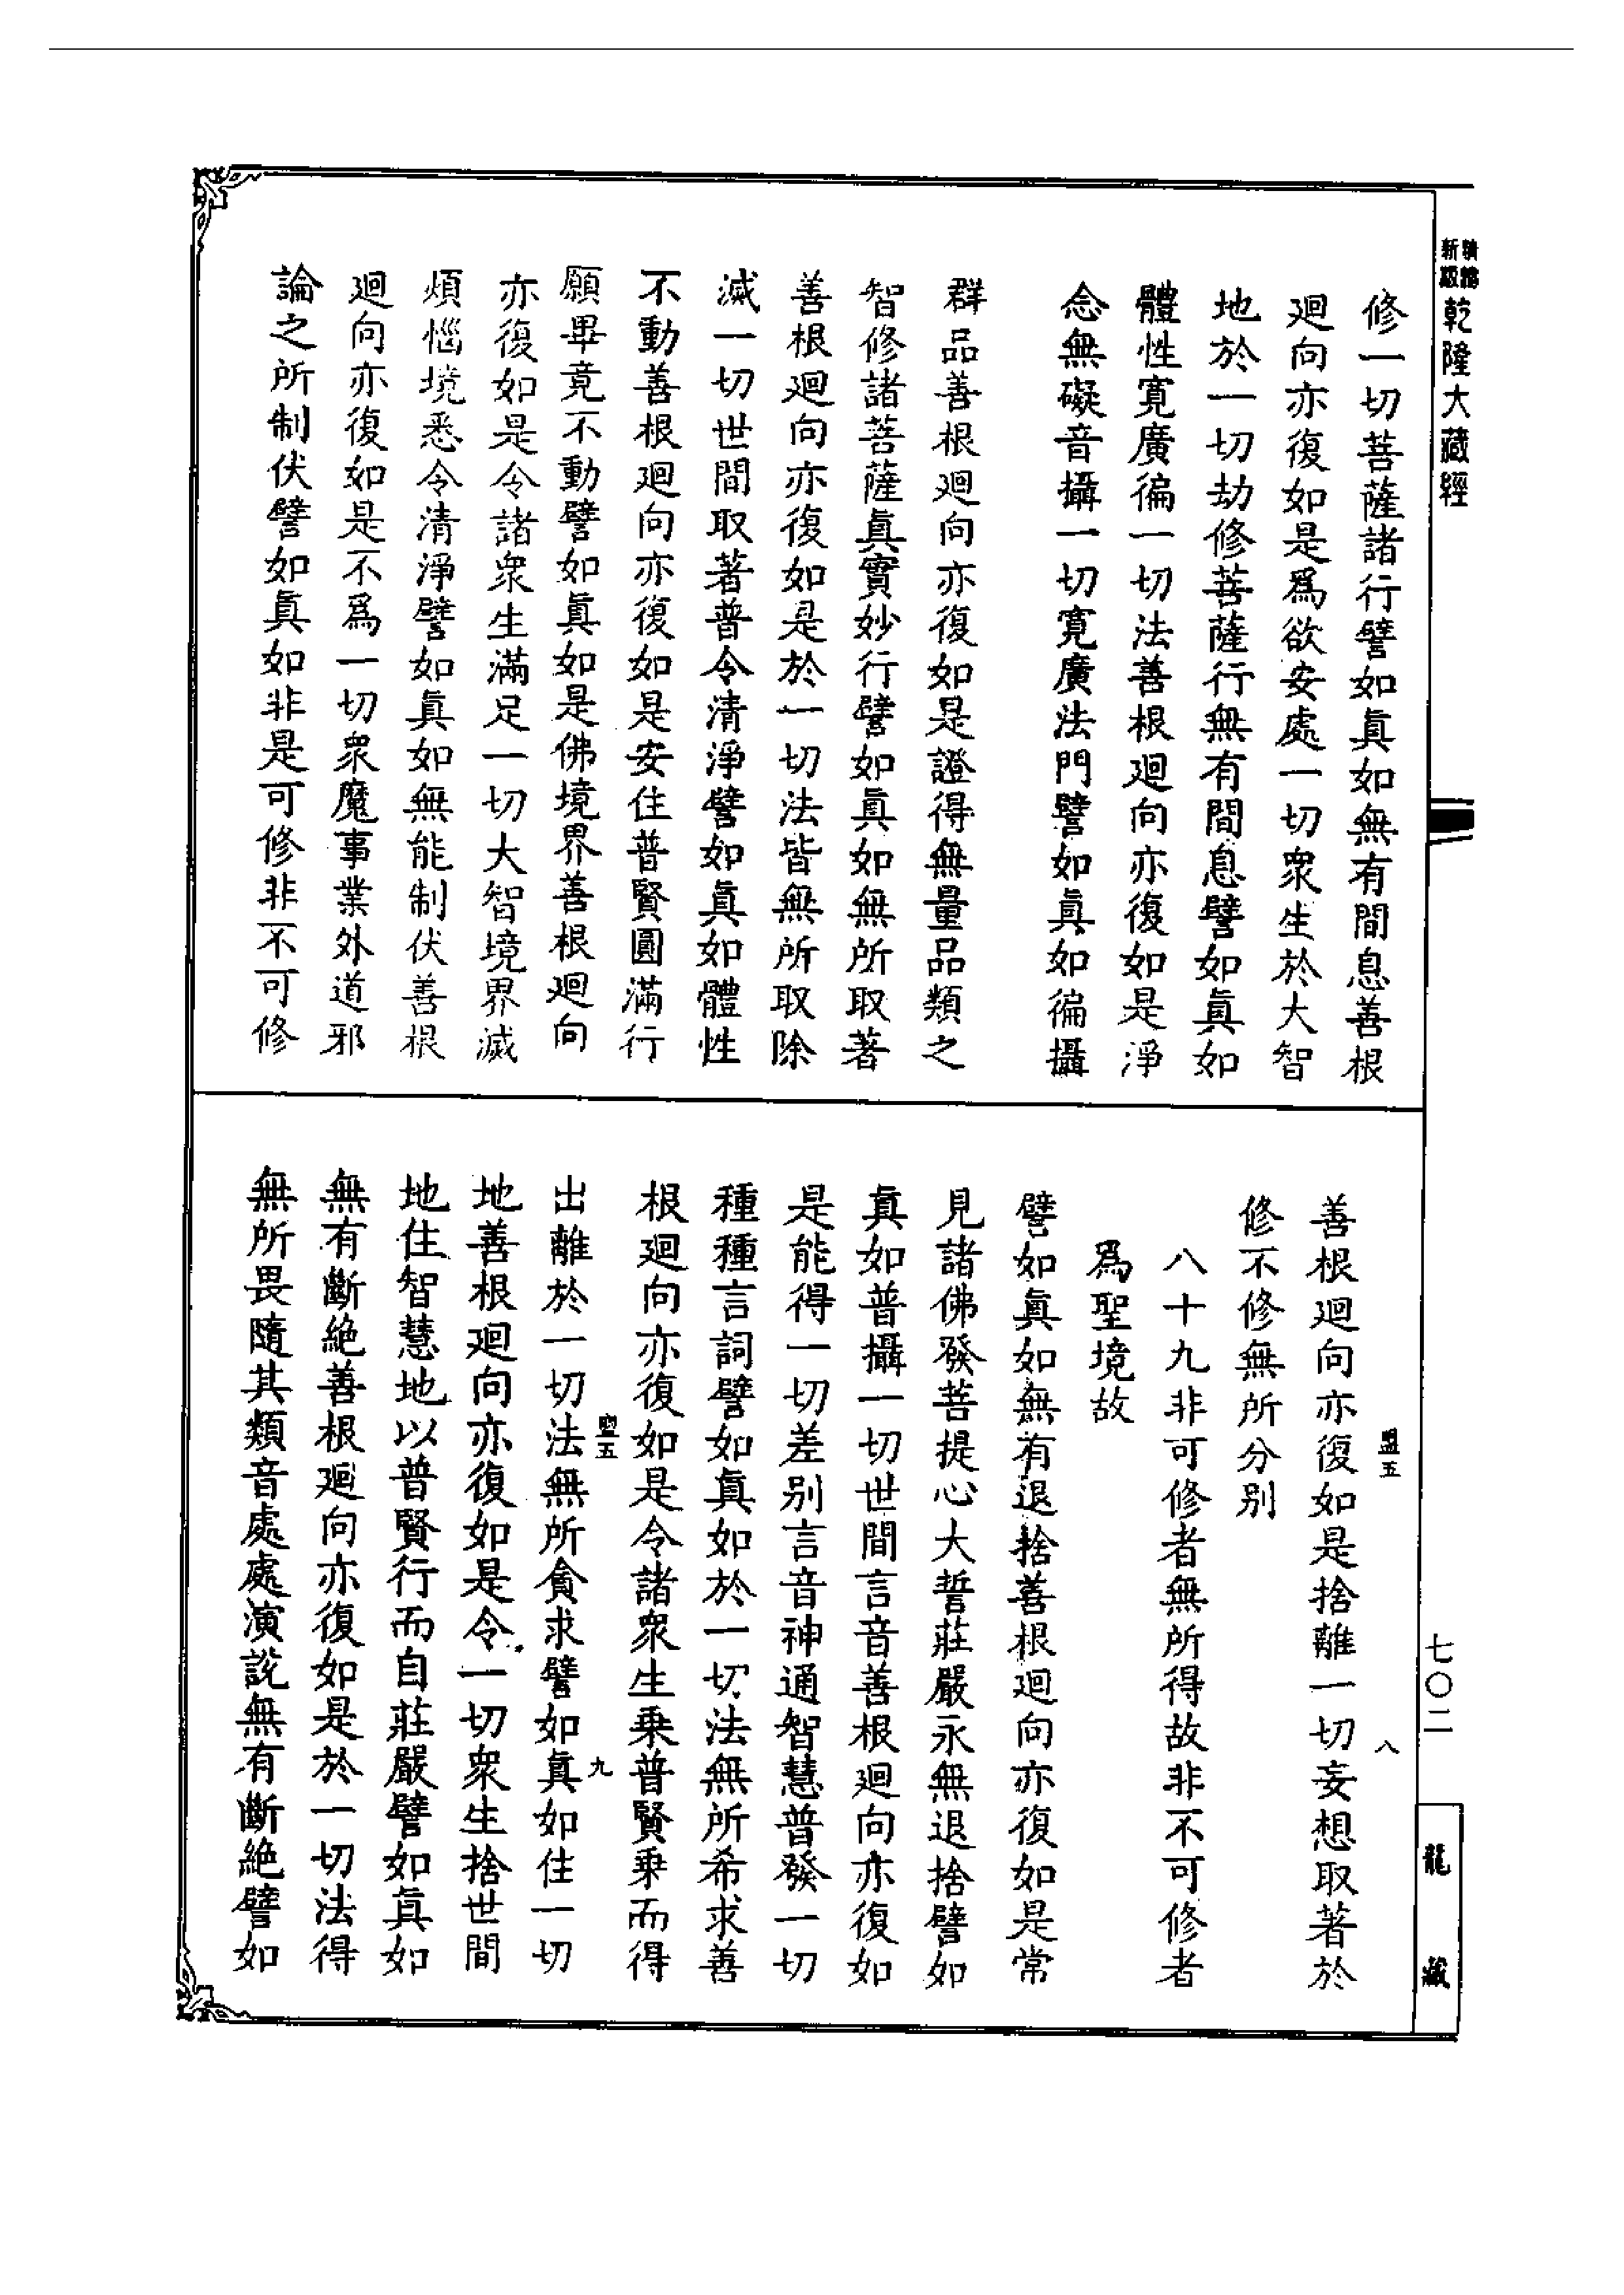 新精
版標
乾隆大藏經
修一切菩薩諸行譬如眞如無有間息善根
迴向亦復如是爲欲安處一切衆生於大智
地於一切劫修菩薩行無有間息譬如眞如
體性寬廣徧一切法善根迴向亦復如是淨
念無礙音攝一切寬廣法門譬如眞如徧攝
群品善根迴向亦復如是證得無量品類之
智修諸菩薩眞實妙行譬如眞如無所取著
善根迴向亦復如是於一切法皆無所取除
滅一切世間取著普令清淨譬如眞如體性
不動善根迴向亦復如是安住普賢圓滿行
願畢竟不動譬如眞如是佛境界善根迴向
亦復如是令諸衆生滿足一切大智境界滅
煩惱境悉令清淨譬如眞如無能制伏善根
迴向亦復如是不爲一切衆魔事業外道邪
論之所制伏譬如眞如非是可修非不可修
善根迴向亦復如是捨離一切妄想取著於
修不修無所分別
八十九非可修者無所得故非不可修者
爲聖境故
譬如眞如無有退捨善根迴向亦復如是常
見諸佛發菩提心大誓莊嚴永無退捨譬如
眞如普攝一切世間言音善根迴向亦復如
是能得一切差別言音神通智慧普發一切
種種言詞譬如眞如於一切法無所希求善
根迴向亦復如是令諸衆生乗普賢乗而得
出離於一切法無所貪求譬如眞如住一切
地善根迴向亦復如是令一切衆生捨世間
地住智慧地以普賢行而自莊嚴譬如眞如
無有斷絶善根迴向亦復如是於一切法得
無所畏隨其類音處處演說無有斷絶譬如
盟五
八
盟五
九
七〇二
龍藏